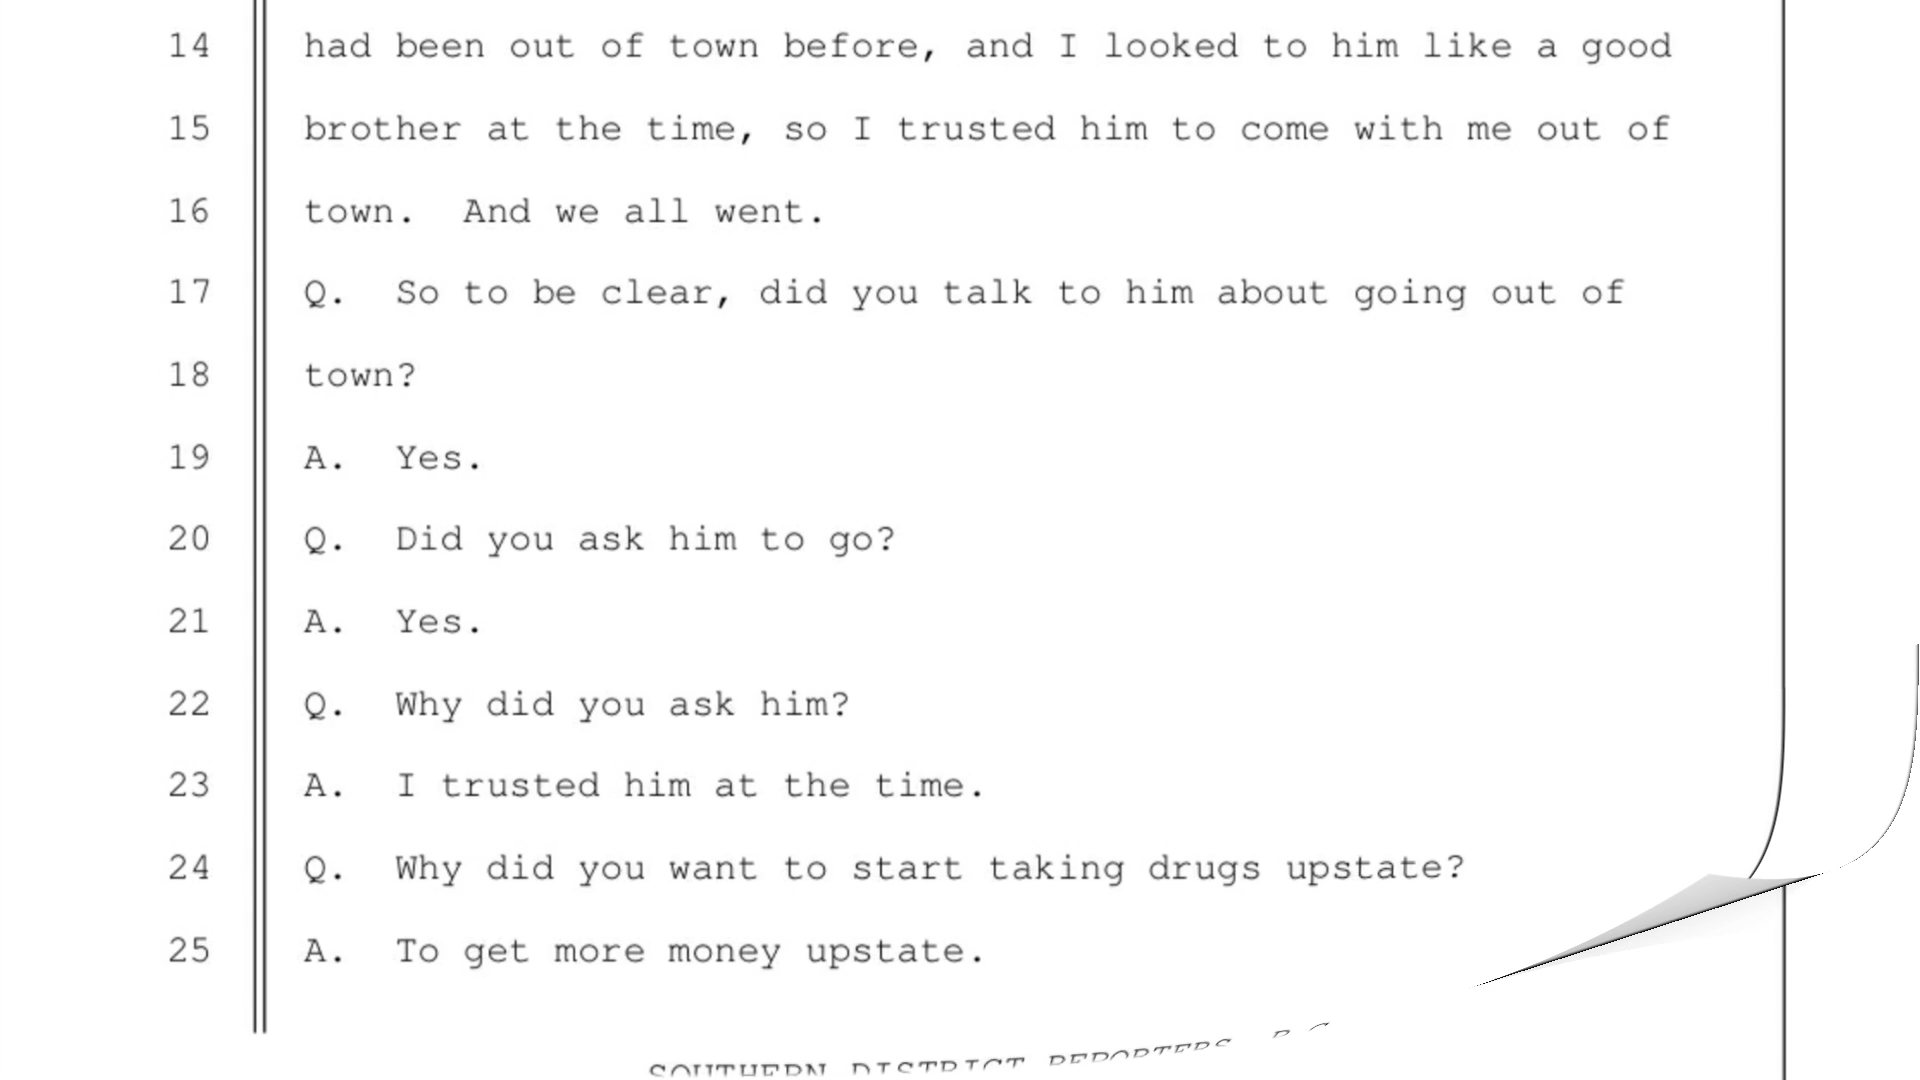 14 had been out of town before, and I looked to him like a good
15 brother at the time, so I trusted him to come with me out of
16 town.  And we all went.
17 Q.  So to be clear, did you talk to him about going out of
18 town?
19 A.  Yes.
20 Q.  Did you ask him to go?
21 A.  Yes.
22 Q.  Why did you ask him?
23 A.  I trusted him at the time.
24 Q.  Why did you want to start taking drugs upstate?
25 A.  To get more money upstate.
SOUTHERN DISTRICT REPORTERS